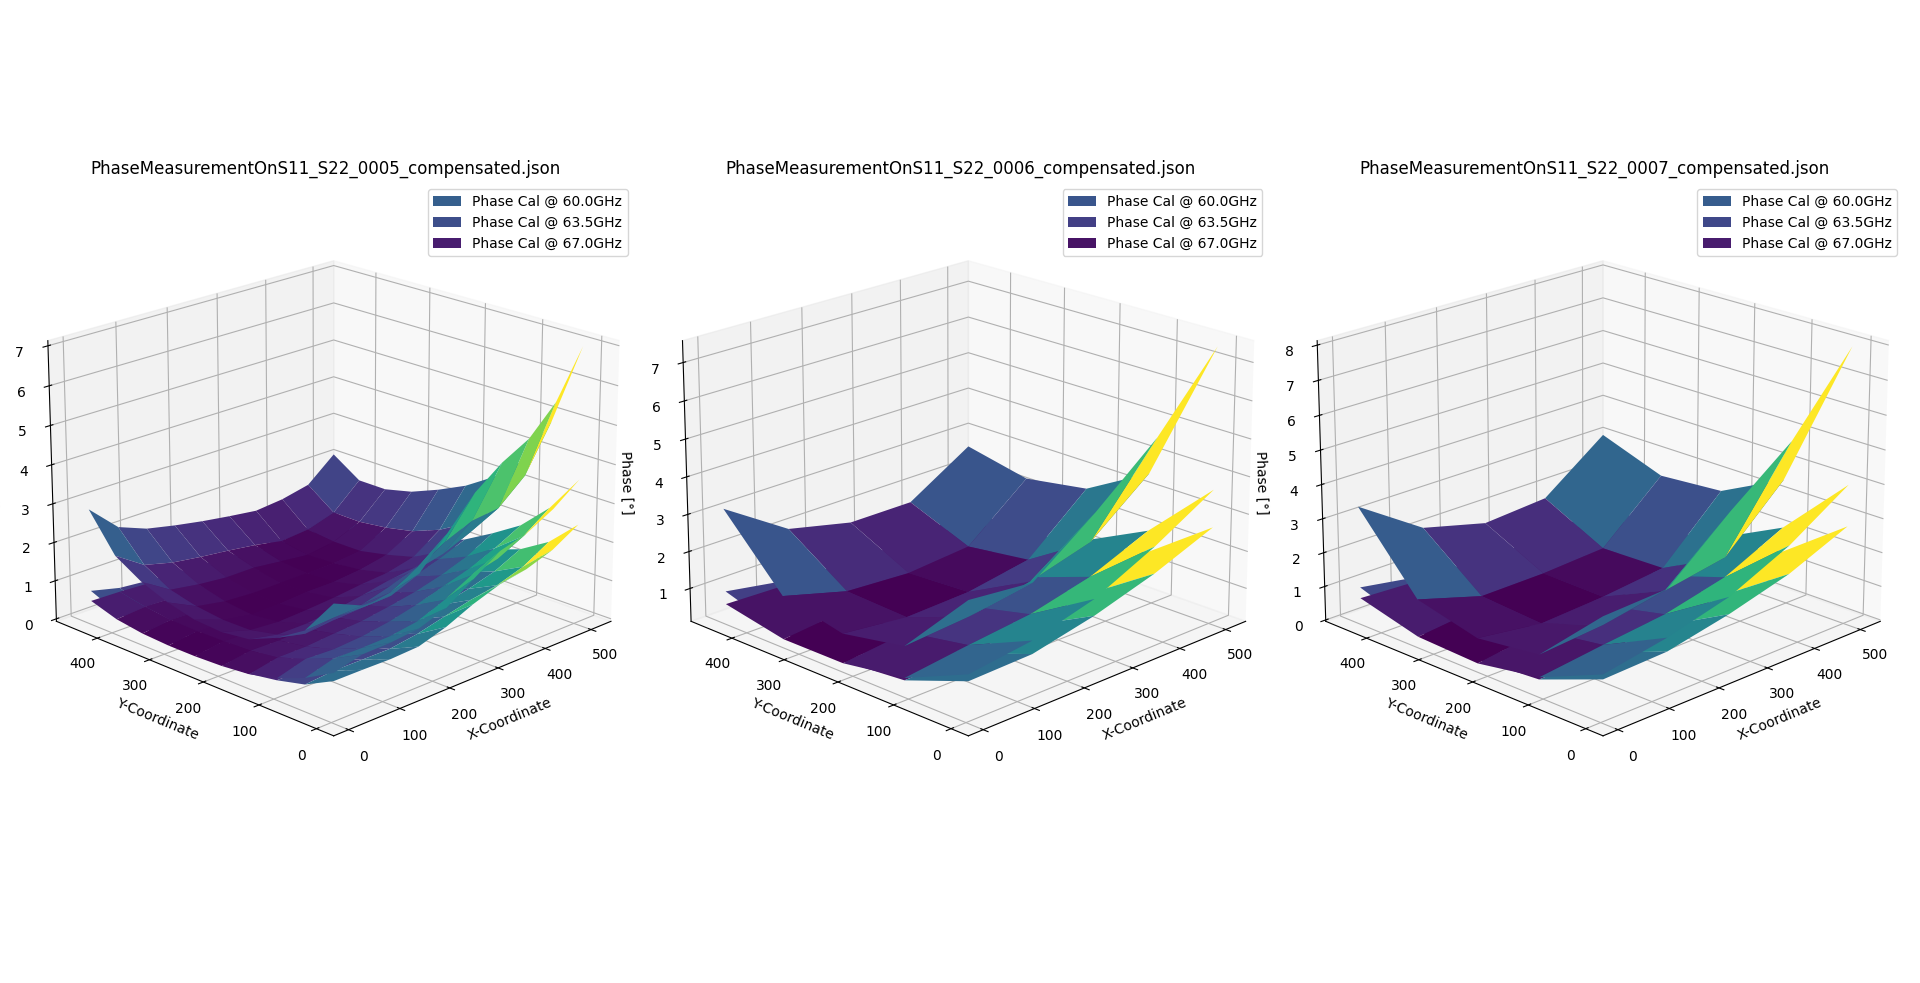 PhaseMeasurementOnS11_S22_0005_compensated.json
Phase Cal @ 60.0GHz
Phase Cal @ 63.5GHz
Phase Cal @ 67.0GHz
7
6
5
4
3
2
1
0
Phase [°]
400
300
200
100
0
Y-Coordinate
0
100
200
300
400
500
X-Coordinate
PhaseMeasurementOnS11_S22_0006_compensated.json
Phase Cal @ 60.0GHz
Phase Cal @ 63.5GHz
Phase Cal @ 67.0GHz
7
6
5
4
3
2
1
Phase [°]
400
300
200
100
0
Y-Coordinate
0
100
200
300
400
500
X-Coordinate
PhaseMeasurementOnS11_S22_0007_compensated.json
Phase Cal @ 60.0GHz
Phase Cal @ 63.5GHz
Phase Cal @ 67.0GHz
8
7
6
5
4
3
2
1
0
400
300
200
100
0
Y-Coordinate
0
100
200
300
400
500
X-Coordinate